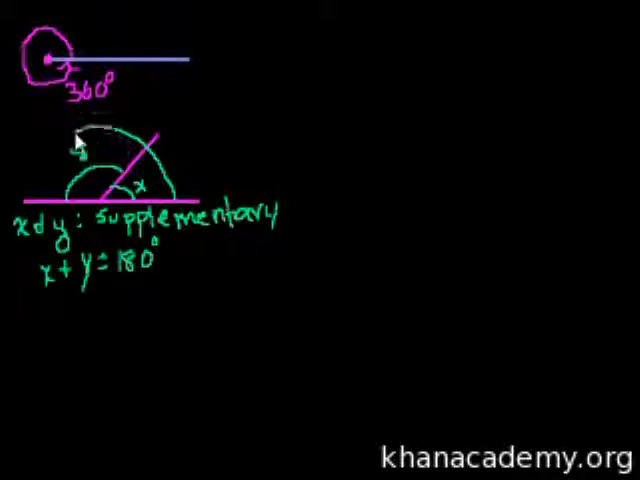 360°
y
x
x & y : supplementary
x + y = 180°
khanacademy.org